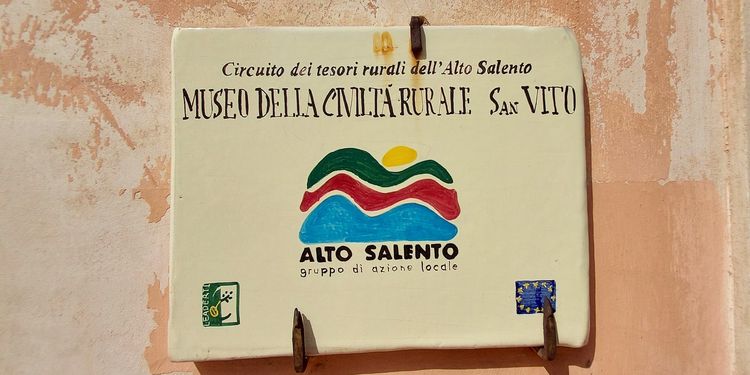 Circuito dei tesori rurali dell'Alto Salento
MUSEO DELLA CIVILTÀ RURALE SAN VITO
ALTO SALENTO
gruppo di azione locale